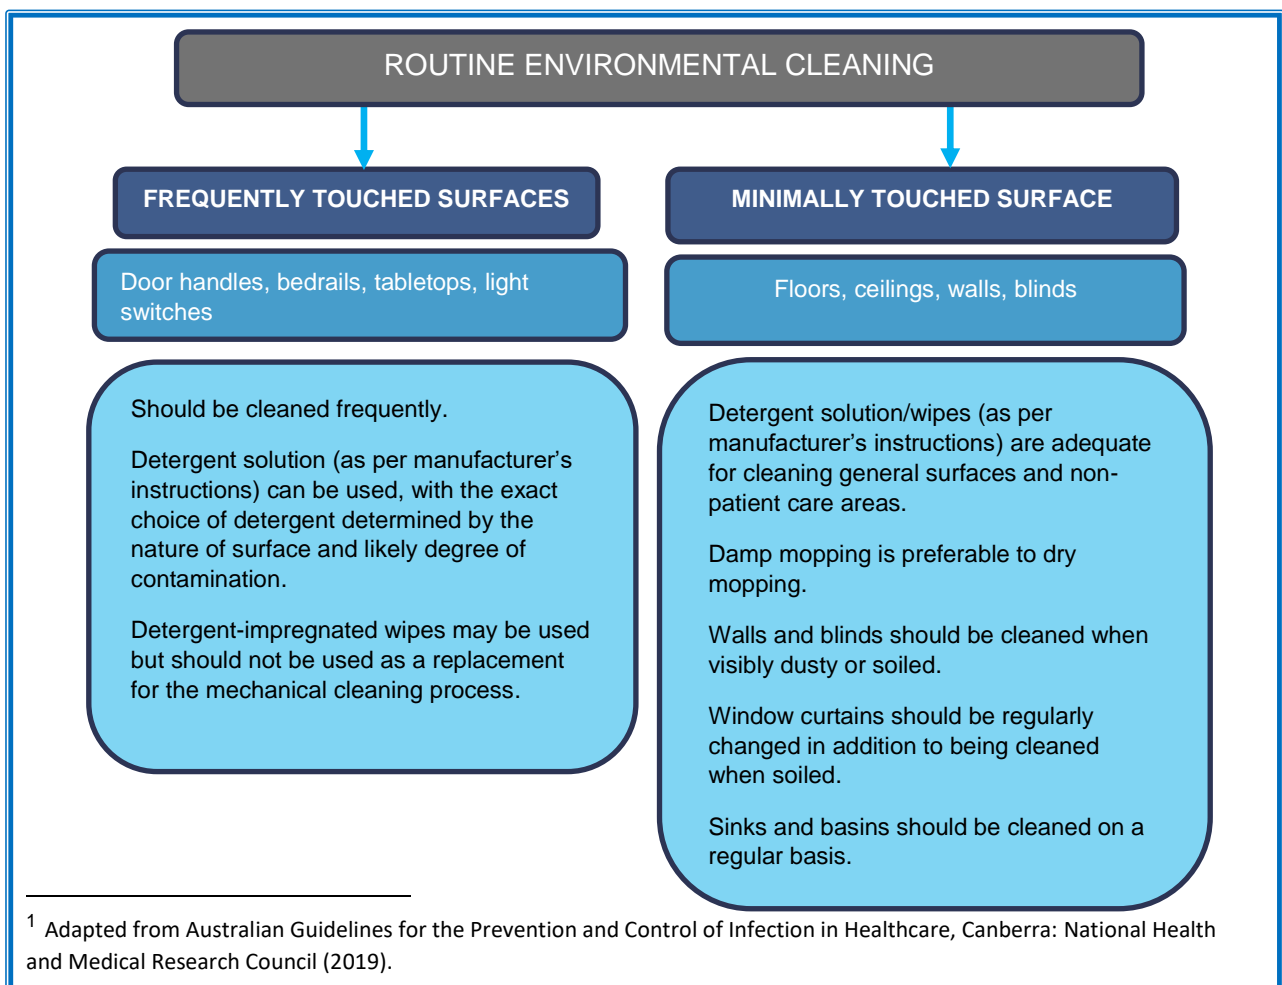 ROUTINE ENVIRONMENTAL CLEANING
FREQUENTLY TOUCHED SURFACES
Door handles, bedrails, tabletops, light
switches
Should be cleaned frequently.
Detergent solution (as per manufacturer’s
instructions) can be used, with the exact
choice of detergent determined by the
nature of surface and likely degree of
contamination.
Detergent-impregnated wipes may be used
but should not be used as a replacement
for the mechanical cleaning process.
MINIMALLY TOUCHED SURFACE
Floors, ceilings, walls, blinds
Detergent solution/wipes (as per
manufacturer’s instructions) are adequate
for cleaning general surfaces and non-
patient care areas.
Damp mopping is preferable to dry
mopping.
Walls and blinds should be cleaned when
visibly dusty or soiled.
Window curtains should be regularly
changed in addition to being cleaned
when soiled.
Sinks and basins should be cleaned on a
regular basis.
1 Adapted from Australian Guidelines for the Prevention and Control of Infection in Healthcare, Canberra: National Health
and Medical Research Council (2019).